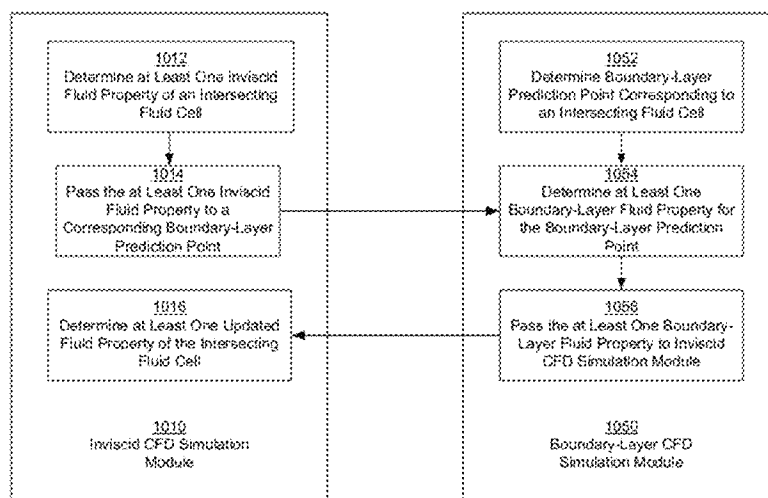 1012
Determine at Least One Inviscid
Fluid Property of an Intersecting
Fluid Cell
1014
Pass the at Least One Inviscid
Fluid Property to a
Corresponding Boundary-Layer
Prediction Point
1016
Determine at Least One Updated
Fluid Property of the Intersecting
Fluid Cell
1010
Inviscid CFD Simulation
Module
1052
Determine Boundary-Layer
Prediction Point Corresponding to
an Intersecting Fluid Cell
1054
Determine at Least One
Boundary-Layer Fluid Property for
the Boundary-Layer Prediction
Point
1056
Pass the at Least One Boundary-
Layer Fluid Property to Inviscid
CFD Simulation Module
1050
Boundary-Layer CFD
Simulation Module